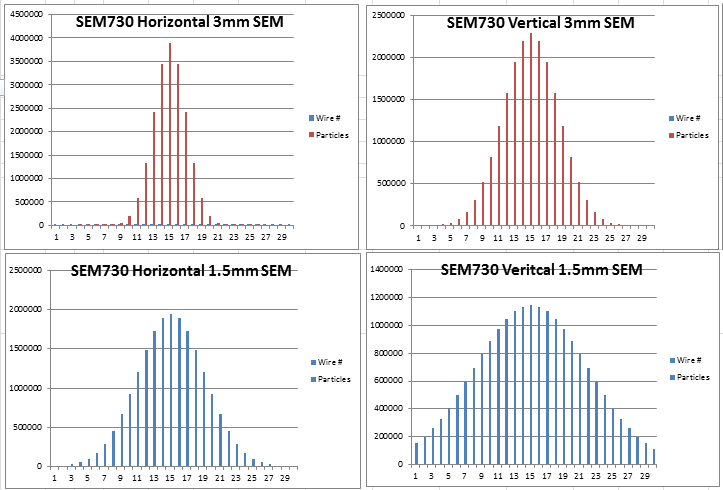 SEM730 Horizontal 3mm SEM
4500000
4000000
3500000
3000000
2500000
2000000
1500000
1000000
500000
0
1 3 5 7 9 11 13 15 17 19 21 23 25 27 29
Wire #
Particles
SEM730 Vertical 3mm SEM
2500000
2000000
1500000
1000000
500000
0
1 3 5 7 9 11 13 15 17 19 21 23 25 27 29
Wire #
Particles
SEM730 Horizontal 1.5mm SEM
2500000
2000000
1500000
1000000
500000
0
1 3 5 7 9 11 13 15 17 19 21 23 25 27 29
Wire #
Particles
SEM730 Veritcal 1.5mm SEM
1400000
1200000
1000000
800000
600000
400000
200000
0
1 3 5 7 9 11 13 15 17 19 21 23 25 27 29
Wire #
Particles